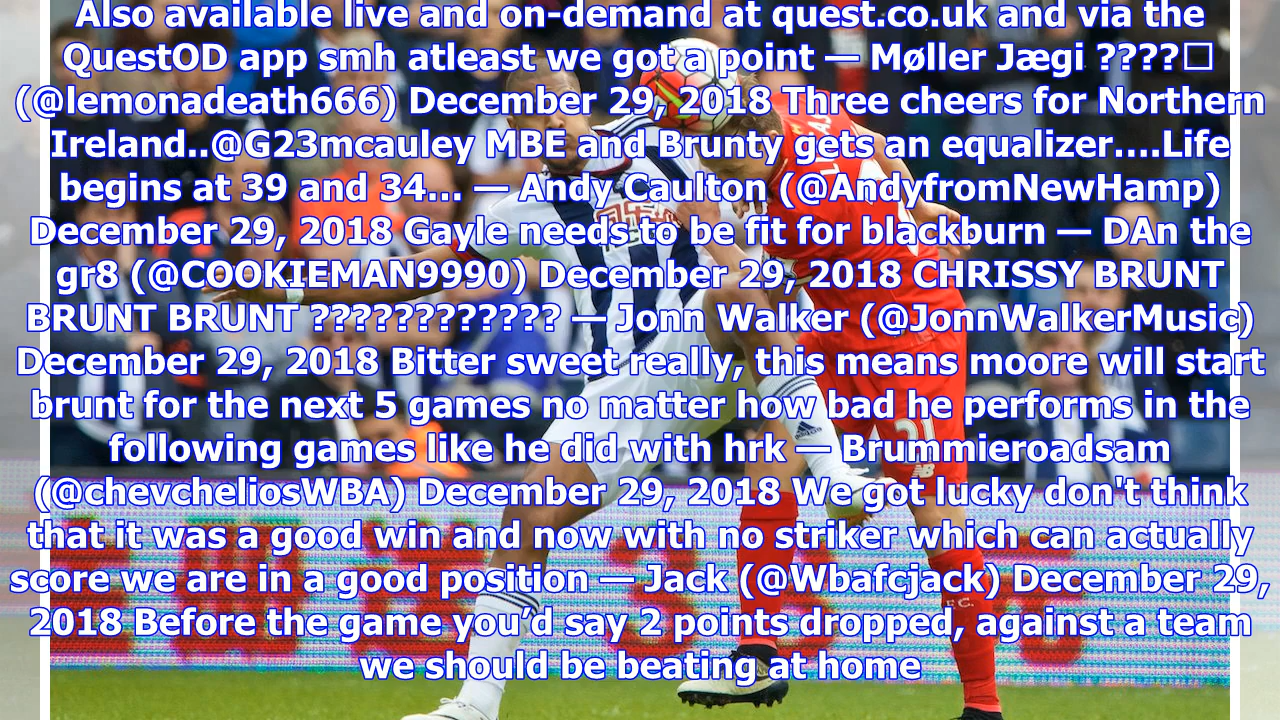 Also available live and on-demand at quest.co.uk and via the
QuestOD app smh atleast we got a point — Møller Jægi ????□
(@lemonadeath666) December 29, 2018 Three cheers for Northern
Ireland..@G23mcauley MBE and Brunty gets an equalizer....Life
begins at 39 and 34... — Andy Caulton (@AndyfromNewHamp)
December 29, 2018 Gayle needs to be fit for blackburn — DAn the
gr8 (@COOKIEMAN9990) December 29, 2018 CHRISSY BRUNT
BRUNT BRUNT ???????????? — Jonn Walker (@JonnWalkerMusic)
December 29, 2018 Bitter sweet really, this means moore will start
brunt for the next 5 games no matter how bad he performs in the
following games like he did with hrk — Brummieroadsam
(@chevcheliosWBA) December 29, 2018 We got lucky don't think
that it was a good win and now with no striker which can actually
score we are in a good position — Jack (@Wbafcjack) December 29,
2018 Before the game you’d say 2 points dropped, against a team
we should be beating at home